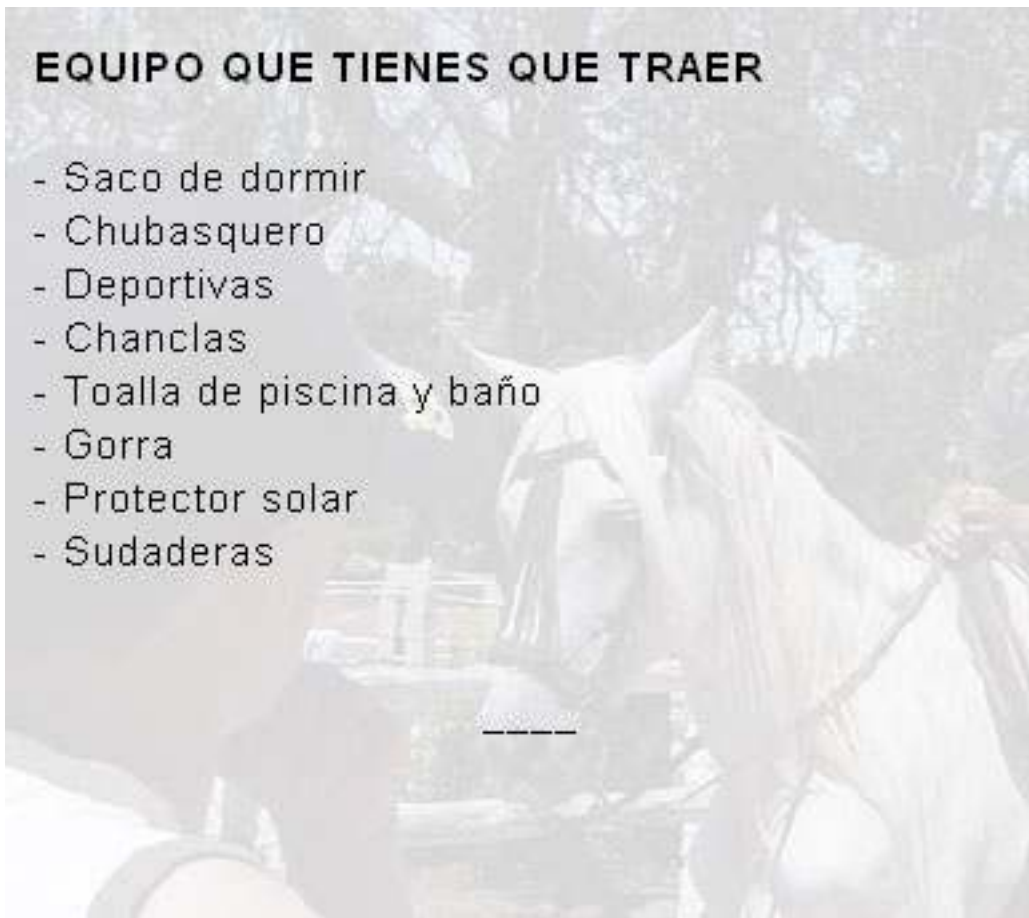 EQUIPO QUE TIENES QUE TRAER
- Saco de dormir
- Chubasquero
- Deportivas
- Chanclas
- Toalla de piscina y baño
- Gorra
- Protector solar
- Sudaderas
____